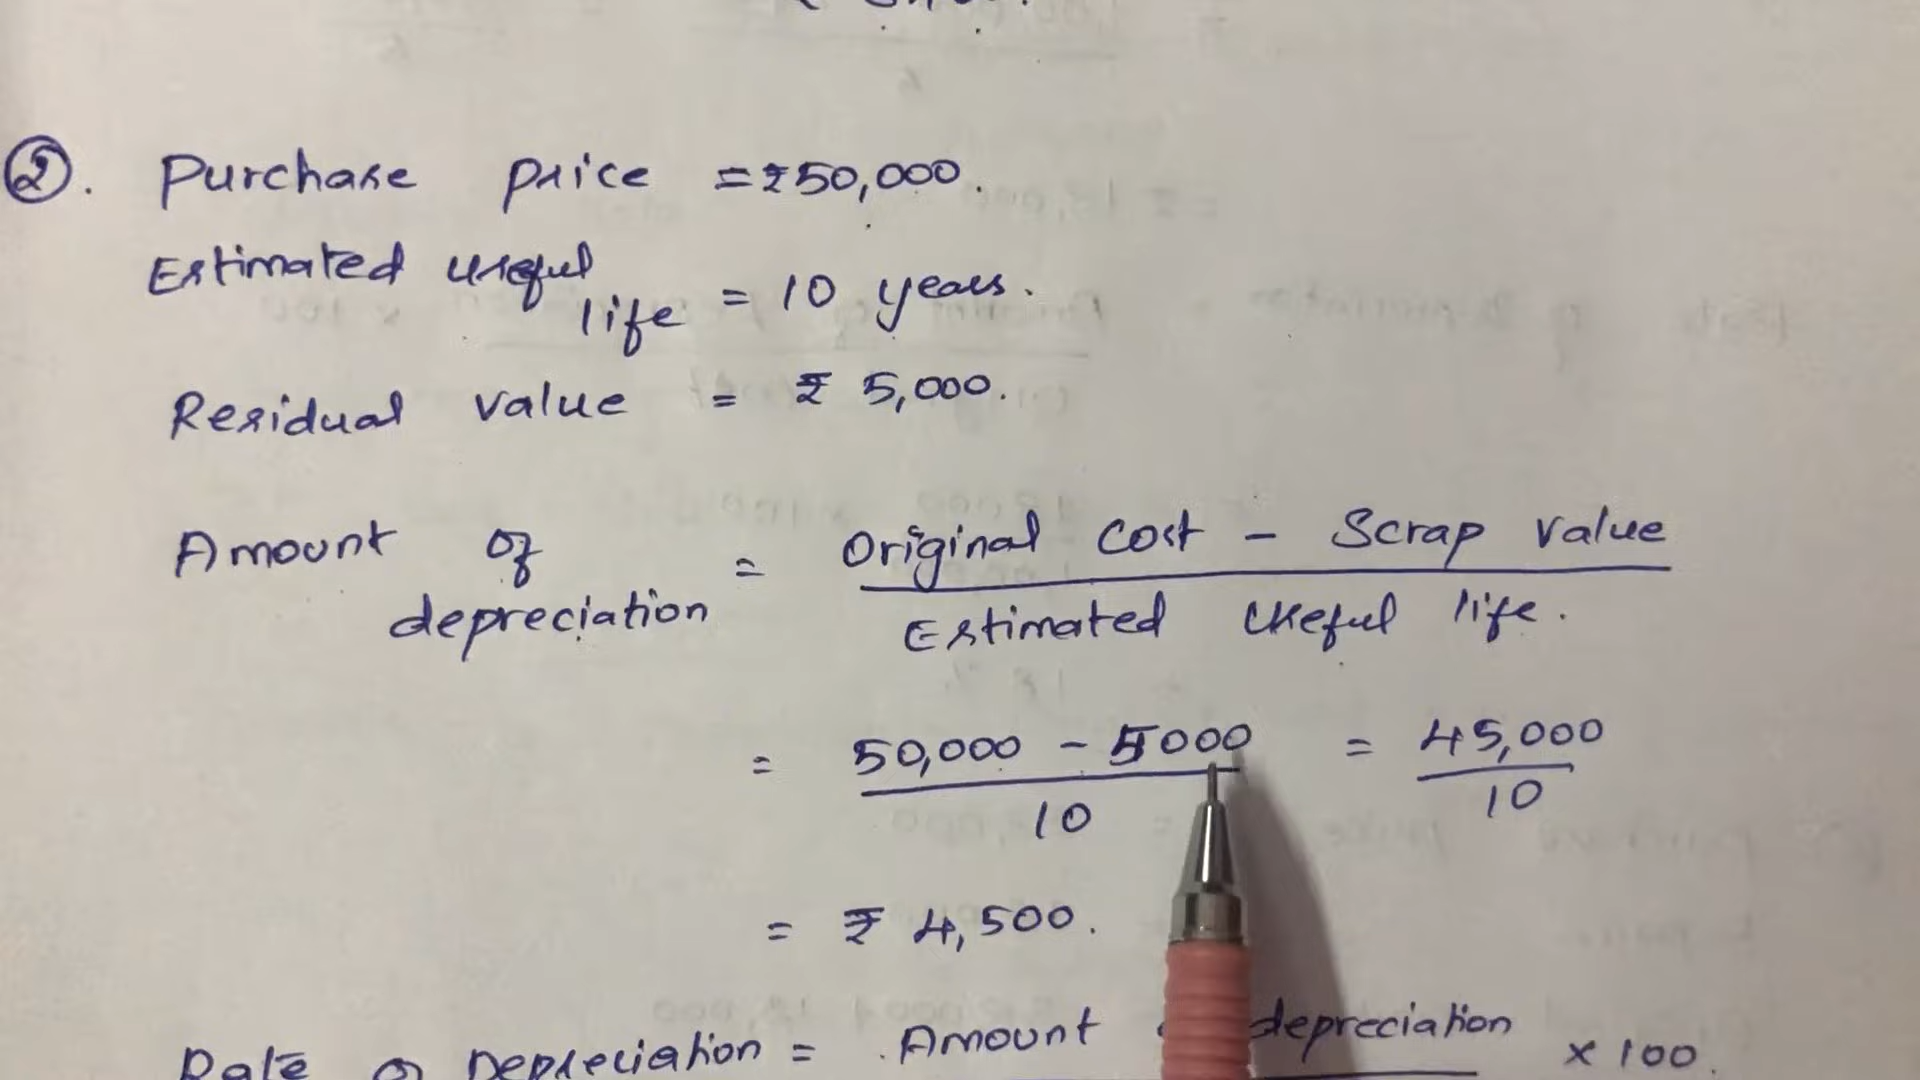 ②. Purchase price = ₹50,000.
Estimated useful
life = 10 years.
Residual value = ₹ 5,000.
Amount of
depreciation = Original cost - Scrap value
Estimated useful life.
= 50,000 - 5000 = 45,000
10 10
= ₹ 4,500.
Rate of Depreciation = Amount depreciation × 100.